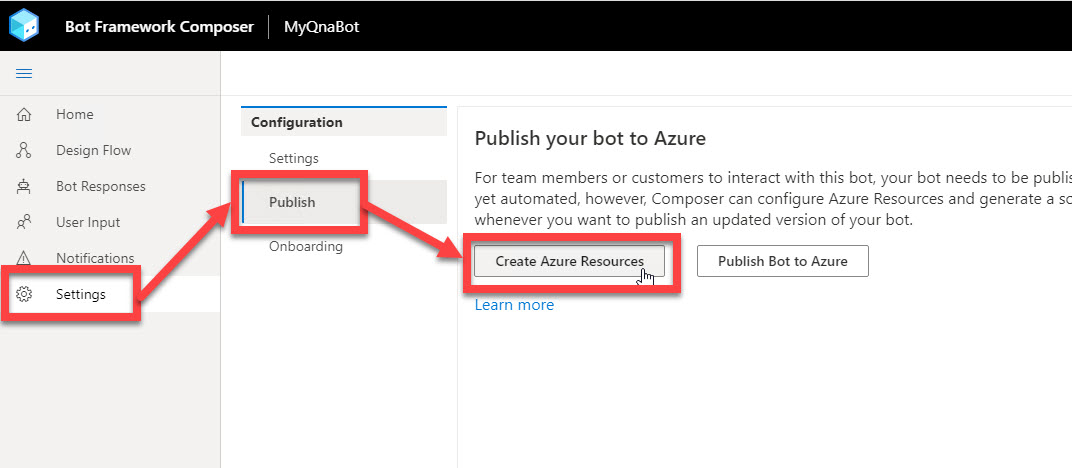 Bot Framework Composer
MyQnaBot
Home
Design Flow
Bot Responses
User Input
Notifications
Settings
Configuration
Settings
Publish
Onboarding
Publish your bot to Azure
For team members or customers to interact with this bot, your bot needs to be publis
yet automated, however, Composer can configure Azure Resources and generate a sc
whenever you want to publish an updated version of your bot.
Create Azure Resources
Publish Bot to Azure
Learn more